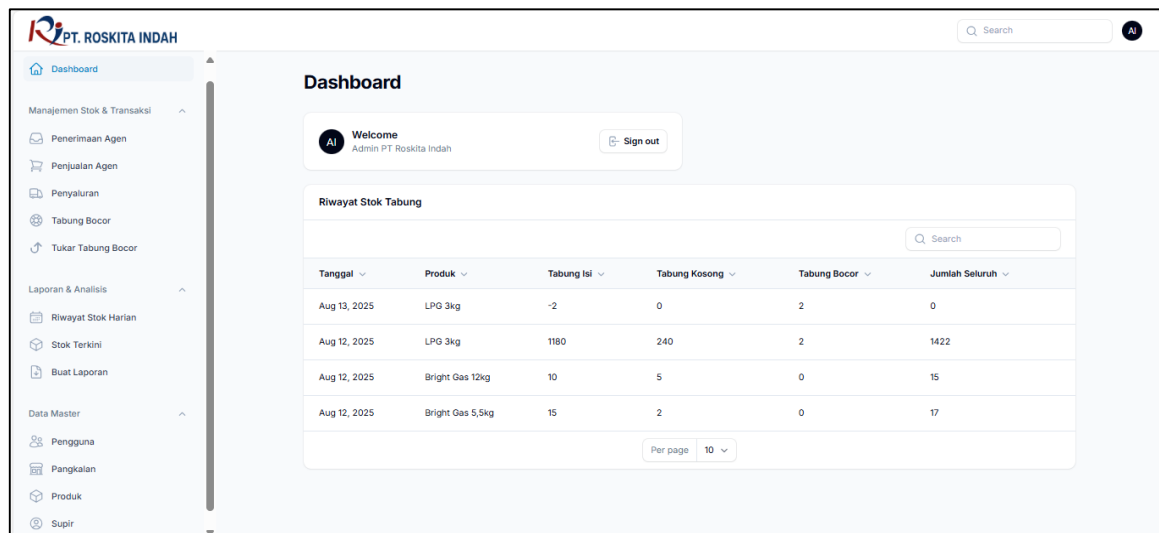 PT. ROSKITA INDAH
Search
AI
Dashboard
Manajemen Stok & Transaksi
Penerimaan Agen
Penjualan Agen
Penyaluran
Tabung Bocor
Tukar Tabung Bocor
Laporan & Analisis
Riwayat Stok Harian
Stok Terkini
Buat Laporan
Data Master
Pengguna
Pangkalan
Produk
Supir
Dashboard
AI
Welcome
Admin PT Roskita Indah
Sign out
Riwayat Stok Tabung
Search
Tanggal Produk Tabung Isi Tabung Kosong Tabung Bocor Jumlah Seluruh
Aug 13, 2025 LPG 3kg -2 0 2 0
Aug 12, 2025 LPG 3kg 1180 240 2 1422
Aug 12, 2025 Bright Gas 12kg 10 5 0 15
Aug 12, 2025 Bright Gas 5,5kg 15 2 0 17
Per page 10